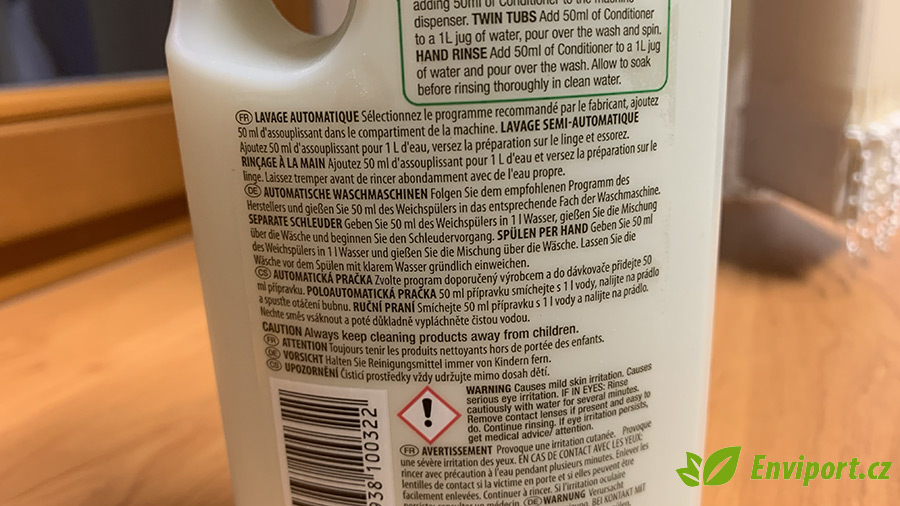 adding 50ml of Conditioner to the machine
dispenser. TWIN TUBS Add 50ml of Conditioner
to a 1L jug of water, pour over the wash and spin.
HAND RINSE Add 50ml of Conditioner to a 1L jug
of water and pour over the wash. Allow to soak
before rinsing thoroughly in clean water.
FR LAVAGE AUTOMATIQUE Sélectionnez le programme recommandé par le fabricant, ajoutez
50 ml d'assouplissant dans le compartiment de la machine. LAVAGE SEMI-AUTOMATIQUE
Ajoutez 50 ml d'assouplissant pour 1 L d'eau, versez la préparation sur le linge et essorez.
RINÇAGE À LA MAIN Ajoutez 50 ml d'assouplissant pour 1 L d'eau et versez la préparation sur le
linge. Laissez tremper avant de rincer abondamment avec de l'eau propre.
DE AUTOMATISCHE WASCHMASCHINEN Folgen Sie dem empfohlenen Programm des
Herstellers und gießen Sie 50 ml des Weichspülers in das entsprechende Fach der Waschmaschine.
SEPARATE SCHLEUDER Geben Sie 50 ml des Weichspülers in 1 l Wasser, gießen Sie die Mischung
über die Wäsche und beginnen Sie den Schleudervorgang. SPÜLEN PER HAND Geben Sie 50 ml
des Weichspülers in 1 l Wasser und gießen Sie die Mischung über die Wäsche. Lassen Sie die
Wäsche vor dem Spülen mit klarem Wasser gründlich einweichen.
CS AUTOMATICKÁ PRAČKA Zvolte program doporučený výrobcem a do dávkovače přidejte 50
ml přípravku. POLOAUTOMATICKÁ PRAČKA 50 ml přípravku smíchejte s 1 l vody, nalijte na prádlo
a spusťte otáčení bubnu. RUČNÍ PRANÍ Smíchejte 50 ml přípravku s 1 l vody a nalijte na prádlo.
Nechte směs vsáknout a poté důkladně vypláchněte čistou vodou.
CAUTION Always keep cleaning products away from children.
FR ATTENTION Toujours tenir les produits nettoyants hors de portée des enfants.
DE VORSICHT Halten Sie Reinigungsmittel immer von Kindern fern.
CS UPOZORNĚNÍ Čisticí prostředky vždy udržujte mimo dosah dětí.
WARNING Causes mild skin irritation. Causes
serious eye irritation. IF IN EYES: Rinse
cautiously with water for several minutes.
Remove contact lenses if present and easy to
do. Continue rinsing. If eye irritation persists,
get medical advice/ attention.
FR AVERTISSEMENT Provoque une irritation cutanée. Provoque
une sévère irritation des yeux. EN CAS DE CONTACT AVEC LES YEUX:
rincer avec précaution à l'eau pendant plusieurs minutes. Enlever les
lentilles de contact si la victime en porte et si elles peuvent être
facilement enlevées. Continuer à rincer. Si l'irritation oculaire
persiste, consulter un médecin. DE WARNUNG Verursacht
BEI KONTAKT MIT
938100322
Enviport.cz